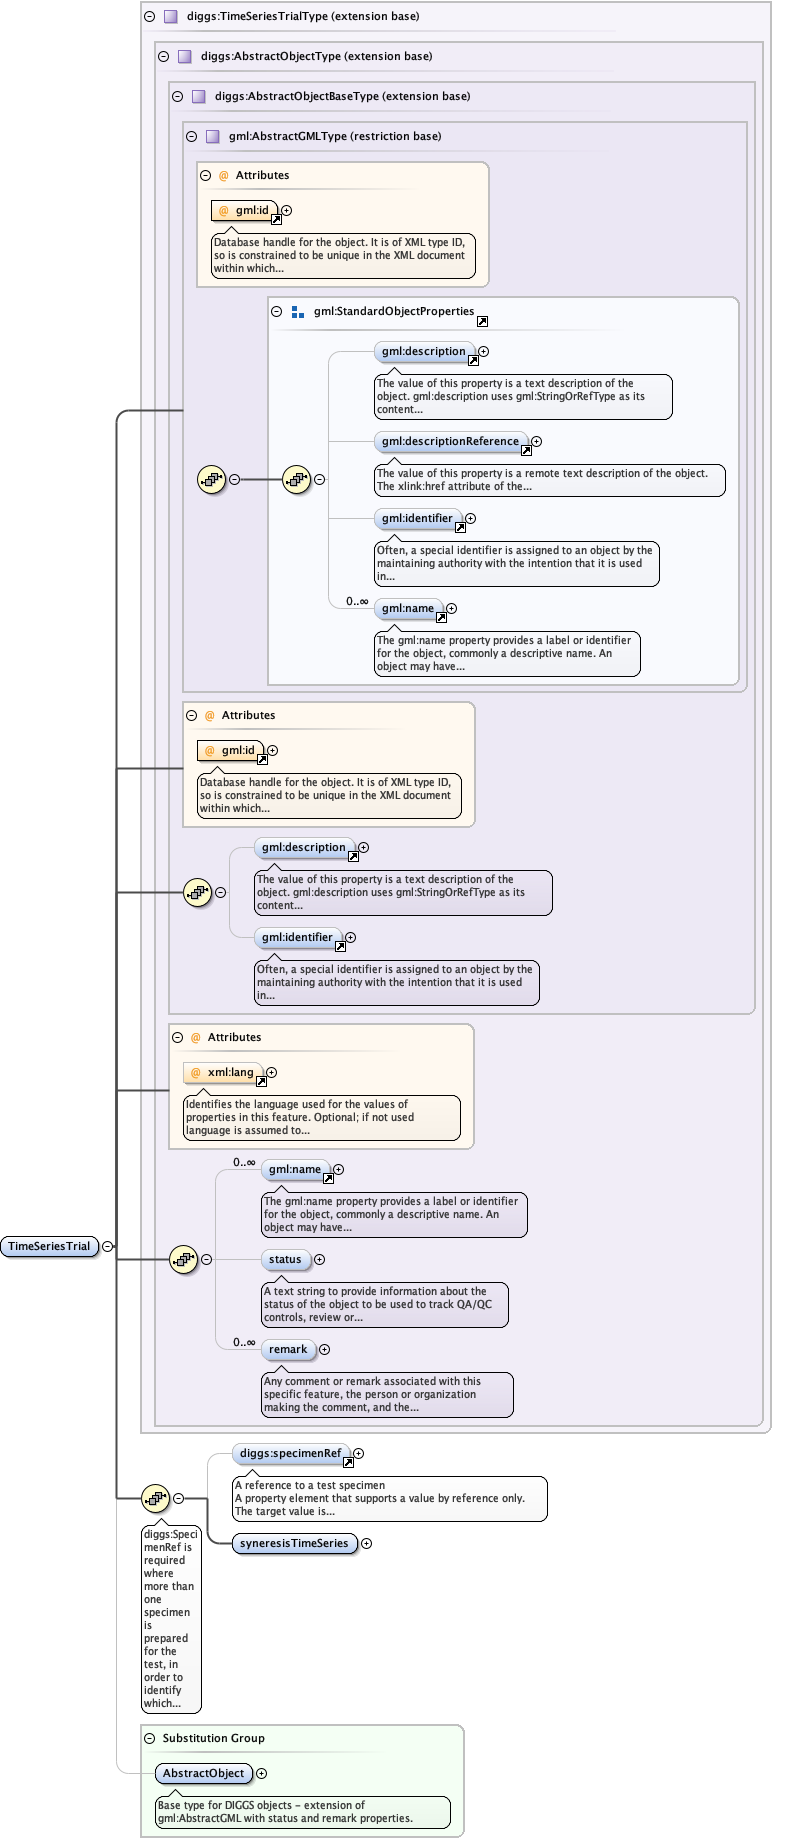 diggs:TimeSeriesTrialType (extension base)
diggs:AbstractObjectType (extension base)
diggs:AbstractObjectBaseType (extension base)
gml:AbstractGMLType (restriction base)
@ Attributes
@ gml:id
Database handle for the object. It is of XML type ID,
so is constrained to be unique in the XML document
within which...
gml:StandardObjectProperties
gml:description
The value of this property is a text description of the
object. gml:description uses gml:StringOrRefType as its
content...
gml:descriptionReference
The value of this property is a remote text description of the object.
The xlink:href attribute of the...
gml:identifier
Often, a special identifier is assigned to an object by the
maintaining authority with the intention that it is used
in...
0..∞
gml:name
The gml:name property provides a label or identifier
for the object, commonly a descriptive name. An
object may have...
@ Attributes
@ gml:id
Database handle for the object. It is of XML type ID,
so is constrained to be unique in the XML document
within which...
gml:description
The value of this property is a text description of the
object. gml:description uses gml:StringOrRefType as its
content...
gml:identifier
Often, a special identifier is assigned to an object by the
maintaining authority with the intention that it is used
in...
@ Attributes
@ xml:lang
Identifies the language used for the values of
properties in this feature. Optional; if not used
language is assumed to...
0..∞
gml:name
The gml:name property provides a label or identifier
for the object, commonly a descriptive name. An
object may have...
TimeSeriesTrial
status
A text string to provide information about the
status of the object to be used to track QA/QC
controls, review or...
0..∞
remark
Any comment or remark associated with this
specific feature, the person or organization
making the comment, and the...
diggs:specimenRef
A reference to a test specimen
A property element that supports a value by reference only.
The target value is...
syneresisTimeSeries
diggs:Speci
menRef is
required
where
more than
one
specimen
is
prepared
for the
test, in
order to
identify
which...
Substitution Group
AbstractObject
Base type for DIGGS objects – extension of
gml:AbstractGML with status and remark properties.